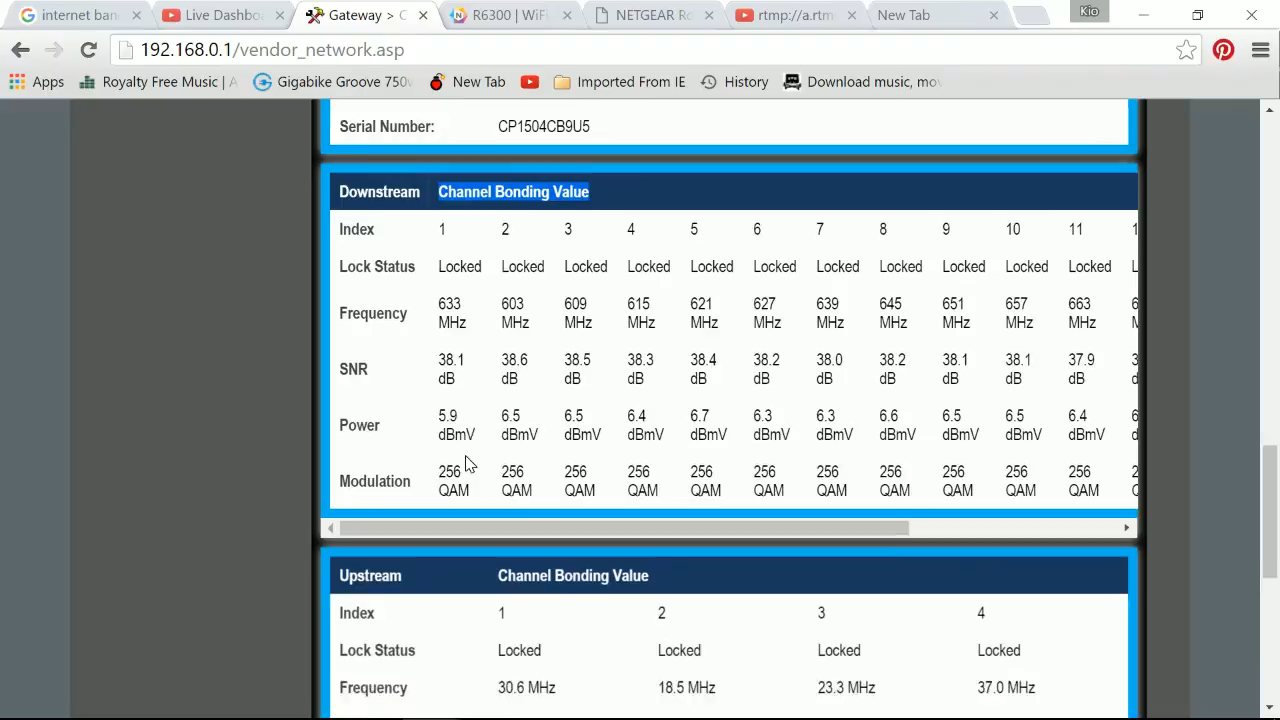 internet ban
Live Dashbo
Gateway > C
R6300 | WiFi
NETGEAR Ro
rtmp://a.rtm
New Tab
Kio
192.168.0.1/vendor_network.asp
Apps
Royalty Free Music | A
Gigabike Groove 750w
New Tab
Imported From IE
History
Download music, mov
Serial Number: CP1504CB9U5
Downstream Channel Bonding Value
Index 1 2 3 4 5 6 7 8 9 10 11 1
Lock Status Locked Locked Locked Locked Locked Locked Locked Locked Locked Locked Locked L
Frequency 633 MHz 603 MHz 609 MHz 615 MHz 621 MHz 627 MHz 639 MHz 645 MHz 651 MHz 657 MHz 663 MHz
SNR 38.1 dB 38.6 dB 38.5 dB 38.3 dB 38.4 dB 38.2 dB 38.0 dB 38.2 dB 38.1 dB 38.1 dB 37.9 dB
Power 5.9 dBmV 6.5 dBmV 6.5 dBmV 6.4 dBmV 6.7 dBmV 6.3 dBmV 6.3 dBmV 6.6 dBmV 6.5 dBmV 6.5 dBmV 6.4 dBmV
Modulation 256 QAM 256 QAM 256 QAM 256 QAM 256 QAM 256 QAM 256 QAM 256 QAM 256 QAM 256 QAM 256 QAM
Upstream Channel Bonding Value
Index 1 2 3 4
Lock Status Locked Locked Locked Locked
Frequency 30.6 MHz 18.5 MHz 23.3 MHz 37.0 MHz